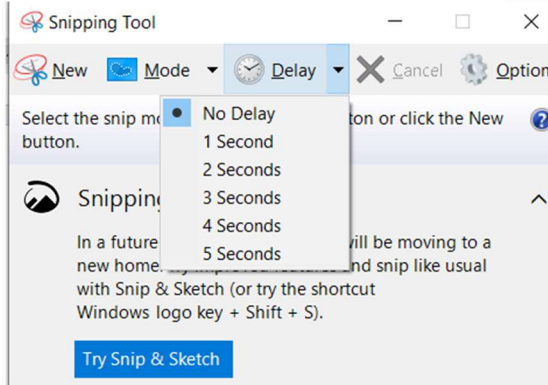 Snipping Tool
New Mode Delay Cancel Option
Select the snip mo ton or click the New
button.
No Delay
1 Second
2 Seconds
3 Seconds
4 Seconds
5 Seconds
Snipping
In a future vill be moving to a
new home. and snip like usual
with Snip & Sketch (or try the shortcut
Windows logo key + Shift + S).
Try Snip & Sketch